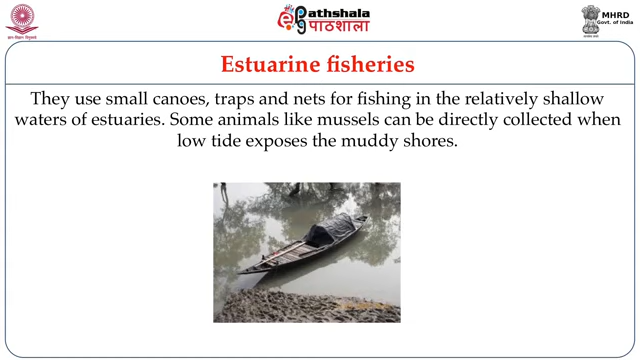 Pathshala
पाठशाला
MHRD
Govt. of India
Estuarine fisheries
They use small canoes, traps and nets for fishing in the relatively shallow
waters of estuaries. Some animals like mussels can be directly collected when
low tide exposes the muddy shores.